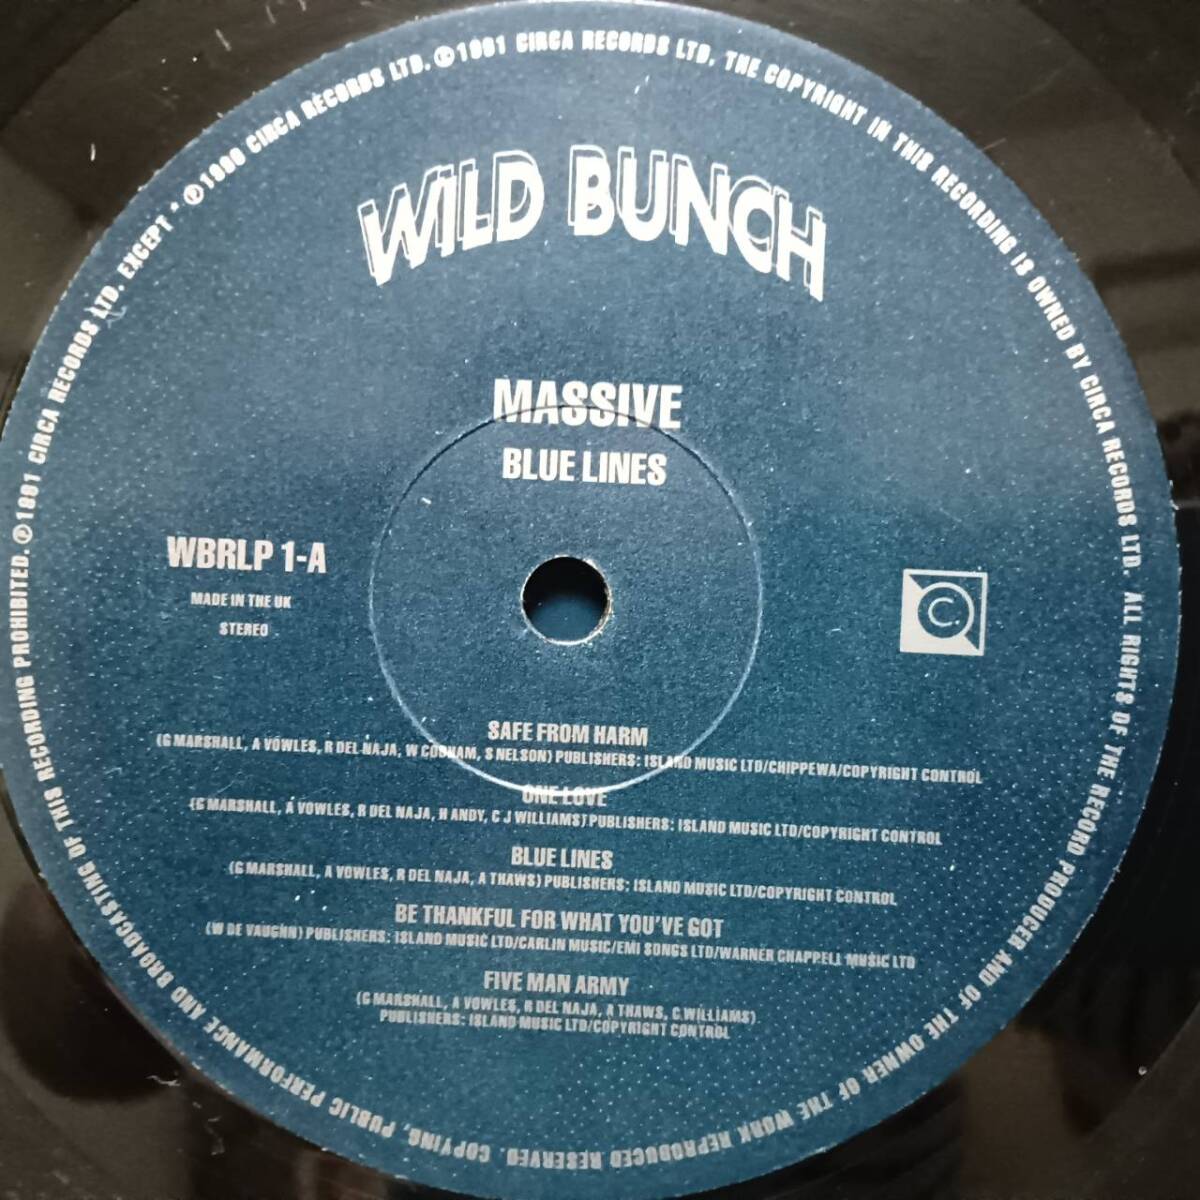 WILD BUNCH
MASSIVE
BLUE LINES
WBRLP 1-A
MADE IN THE UK
STEREO
C.
SAFE FROM HARM
(G MARSHALL, A VOWLES, R DEL NAJA, W COBHAM, S NELSON) PUBLISHERS: ISLAND MUSIC LTD/CHIPPEWA/COPYRIGHT CONTROL
ONE LOVE
(G MARSHALL, A VOWLES, R DEL NAJA, H ANDY, C J WILLIAMS) PUBLISHERS: ISLAND MUSIC LTD/COPYRIGHT CONTROL
BLUE LINES
(G MARSHALL, A VOWLES, R DEL NAJA, A THAWS) PUBLISHERS: ISLAND MUSIC LTD/COPYRIGHT CONTROL
BE THANKFUL FOR WHAT YOU'VE GOT
(W DE VAUGHN) PUBLISHERS: ISLAND MUSIC LTD/CARLIN MUSIC/EMI SONGS LTD/WARNER CHAPPELL MUSIC LTD
FIVE MAN ARMY
(G MARSHALL, A VOWLES, R DEL NAJA, A THAWS, C WILLIAMS)
PUBLISHERS: ISLAND MUSIC LTD/COPYRIGHT CONTROL
℗ 1991 CIRCA RECORDS LTD. EXCEPT * ℗ 1990 CIRCA RECORDS LTD. © 1991 CIRCA RECORDS LTD, THE COPYRIGHT IN THIS RECORDING IS OWNED BY CIRCA RECORDS LTD. ALL RIGHTS OF THE RECORD PRODUCER AND OF THE OWNER OF THE WORK REPRODUCED RESERVED. COPYING, PUBLIC PERFORMANCE AND BROADCASTING OF THIS RECORDING PROHIBITED.